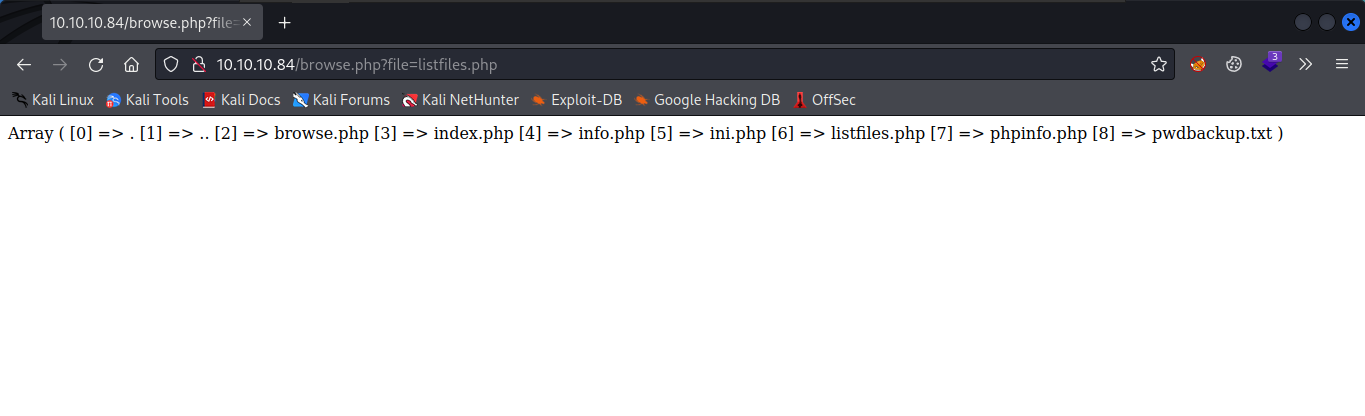 10.10.10.84/browse.php?file=
10.10.10.84/browse.php?file=listfiles.php
3
Kali Linux Kali Tools Kali Docs Kali Forums Kali NetHunter Exploit-DB Google Hacking DB OffSec
Array ( [0] => . [1] => .. [2] => browse.php [3] => index.php [4] => info.php [5] => ini.php [6] => listfiles.php [7] => phpinfo.php [8] => pwdbackup.txt )